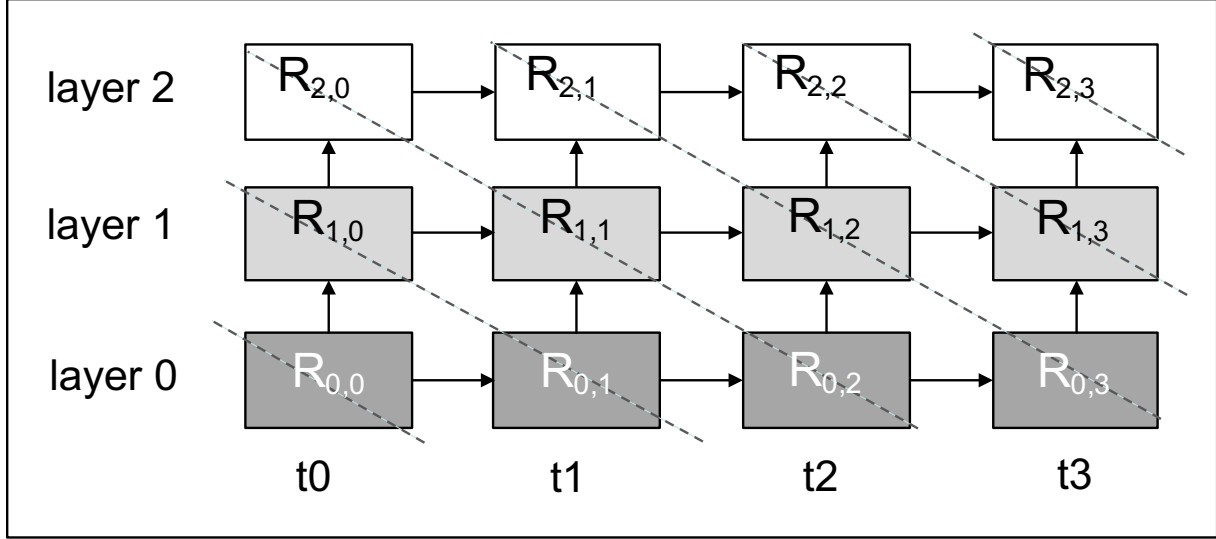 layer 2 R2,0 R2,1 R2,2 R2,3
layer 1 R1,0 R1,1 R1,2 R1,3
layer 0 R0,0 R0,1 R0,2 R0,3
t0 t1 t2 t3